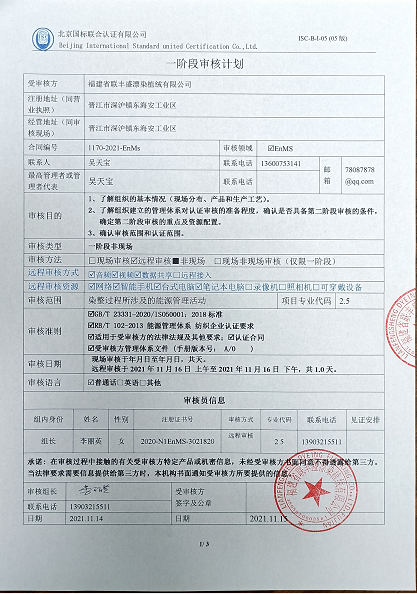 北京国标联合认证有限公司
Beijing International Standard united Certification Co.,Ltd.
ISC-B-I-05 (05 版)
一阶段审核计划
受审核方 福建省联丰盛漂染植绒有限公司
注册地址（同营业执照） 晋江市深沪镇东海安工业区
经营地址（同审核现场） 晋江市深沪镇东海安工业区
合同编号 1170-2021-EnMs 审核领域 ☑EnMS
联系人 吴天宝 联系电话 13600753141 邮箱 78087878@qq.com
最高管理者或管理者代表 吴天宝 联系电话
审核目的
1、了解组织的基本情况（现场分布、产品和生产工艺）。
2、了解组织建立的管理体系对认证审核的准备程度，确认是否具备第二阶段审核的条件，
确定第二阶段审核的重点及资源配置。
3、确认审核范围和认证范围。
审核类型 一阶段非现场
审核方法 □现场审核☑远程审核■非现场 □现场非现场审核（仅限一阶段）
远程审核方式 ☑音频☑视频☑数据共享□远程接入
远程审核资源 ☑网络☑智能手机☑台式电脑☑笔记本电脑□录像机□照相机□可穿戴设备
审核范围 染整过程所涉及的能源管理活动 项目专业代码 2.5
审核准则
☑GB/T 23331-2020/ISO50001：2018标准
☑RB/T 102-2013 能源管理体系 纺织企业认证要求
☑适用于受审核方的法律法规及其他要求；☑认证合同
☑受审核方管理体系文件（手册版本号： A/0 ）
审核日期
现场审核于年月日至年月日，共天。
远程审核于 2021 年 11 月 16 日 上午至 2021 年 11 月 16 日 下午，共 1.0 天。
审核语言 ☑普通话□英语□其他
审核员信息
组内身份 姓名 性别 注册证书号 审核方式 专业代码 联系电话 见证安排
组长 李丽英 女 2020-N1EnMS-3021820 远程审核 2.5 13903215511
承诺：在审核过程中接触的有关受审核方特定产品或机密信息，未经受审核方书面同意不得透露给第三方。
当法律要求需要信息提供给第三方时，本机构书面通知受审核方所要提供的信息。
审核组长 受审核方签字及公章
联系电话 13903215511
日期 2021.11.14 2021.11.15
1/ 3